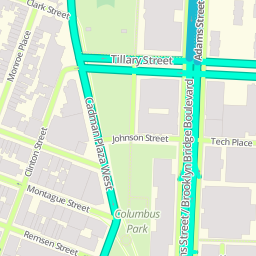 Clark Street
Monroe Place
Tillary Street
Adams Street
Cadman Plaza West
Clinton Street
Johnson Street
Tech Place
Montague Street
Columbus
Park
Remsen Street
ms Street / Brooklyn Bridge Boulevard